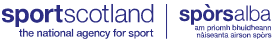 sportscotland
the national agency for sport
spòrsalba
am prìomh bhuidheann
nàiseanta airson spòrs